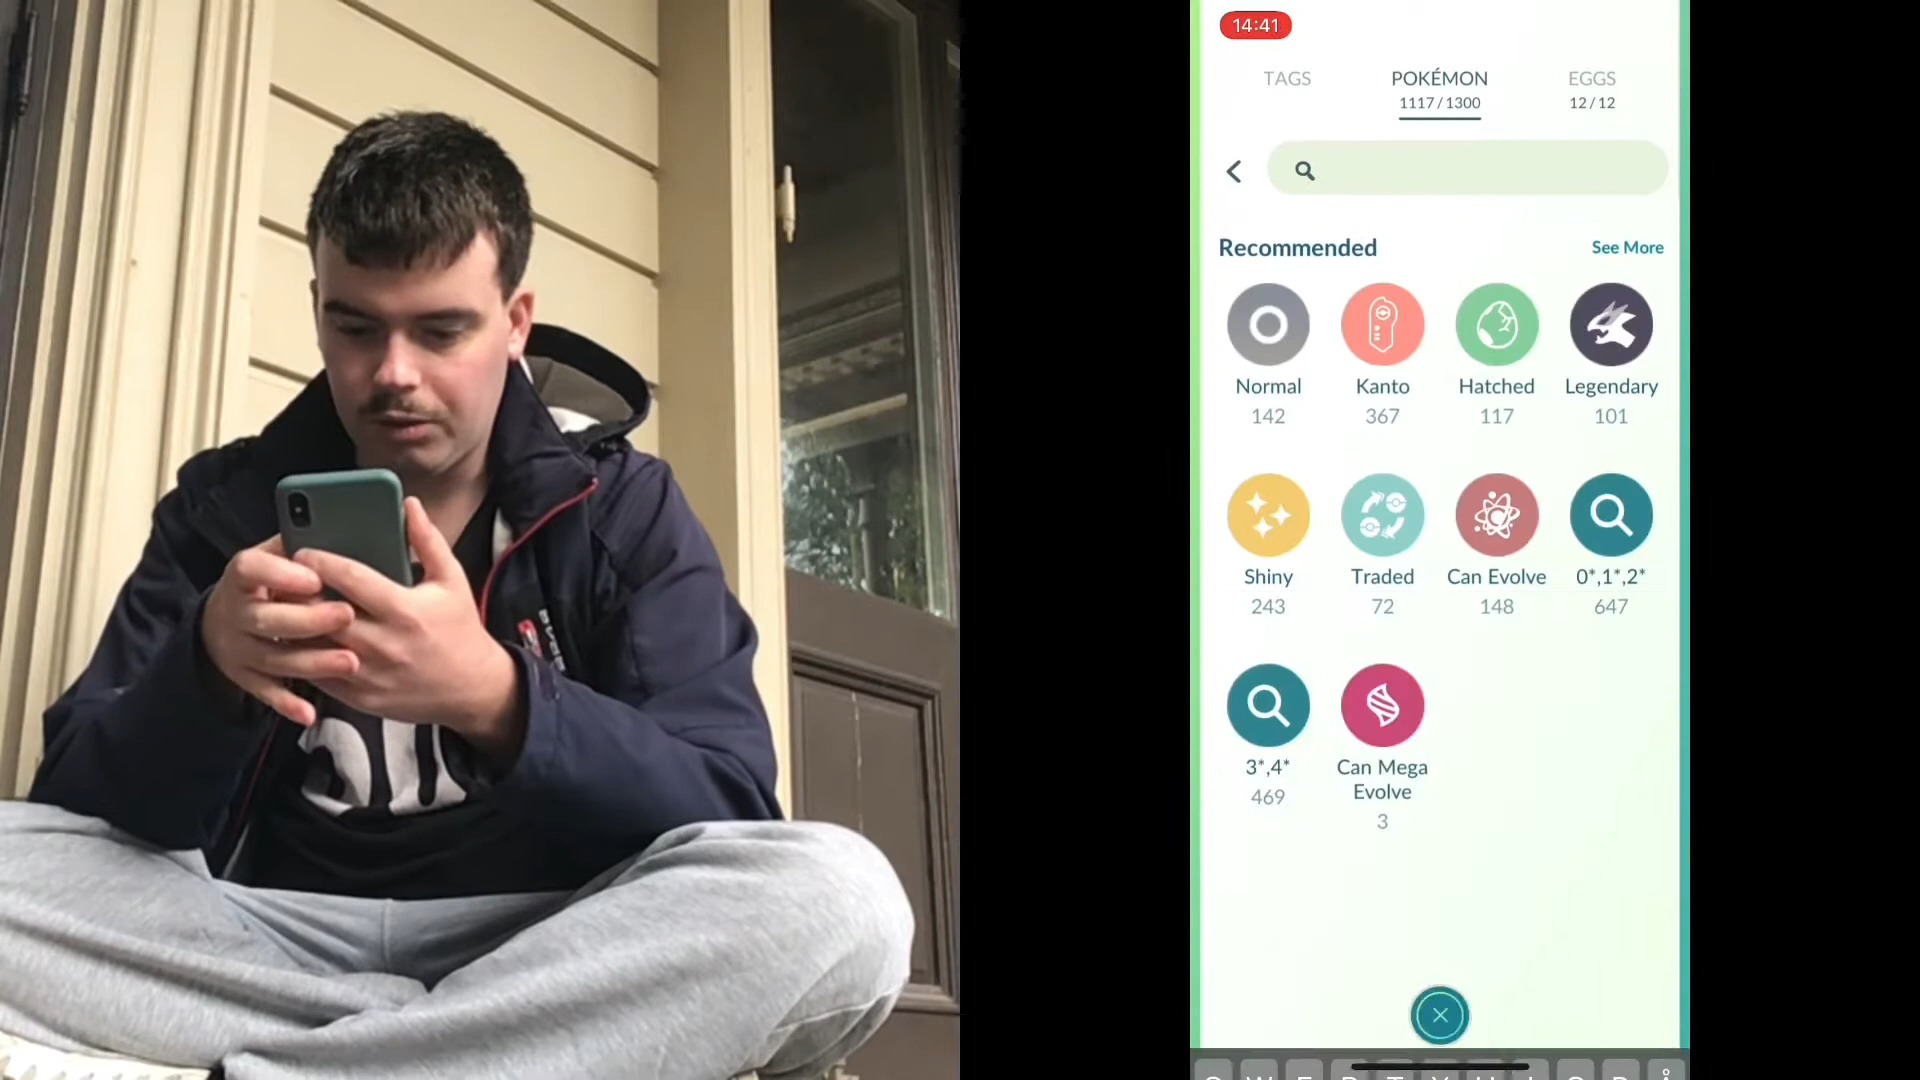 14:41
TAGS
POKÉMON
EGGS
1117 / 1300
12 / 12
Recommended
See More
Normal
Kanto
Hatched
Legendary
142
367
117
101
Shiny
Traded
Can Evolve
0*,1*,2*
243
72
148
647
3*,4*
Can Mega
Evolve
469
3